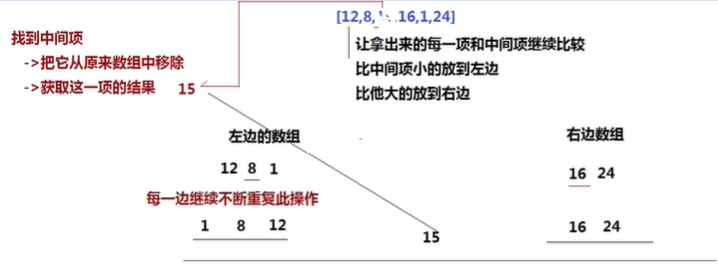 [12,8, ,16,1,24]
找到中间项
->把它从原来数组中移除
->获取这一项的结果 15
让拿出来的每一项和中间项继续比较
比中间项小的放到左边
比他大的放到右边
左边的数组
右边数组
12 8 1
16 24
每一边继续不断重复此操作
1 8 12
15
16 24